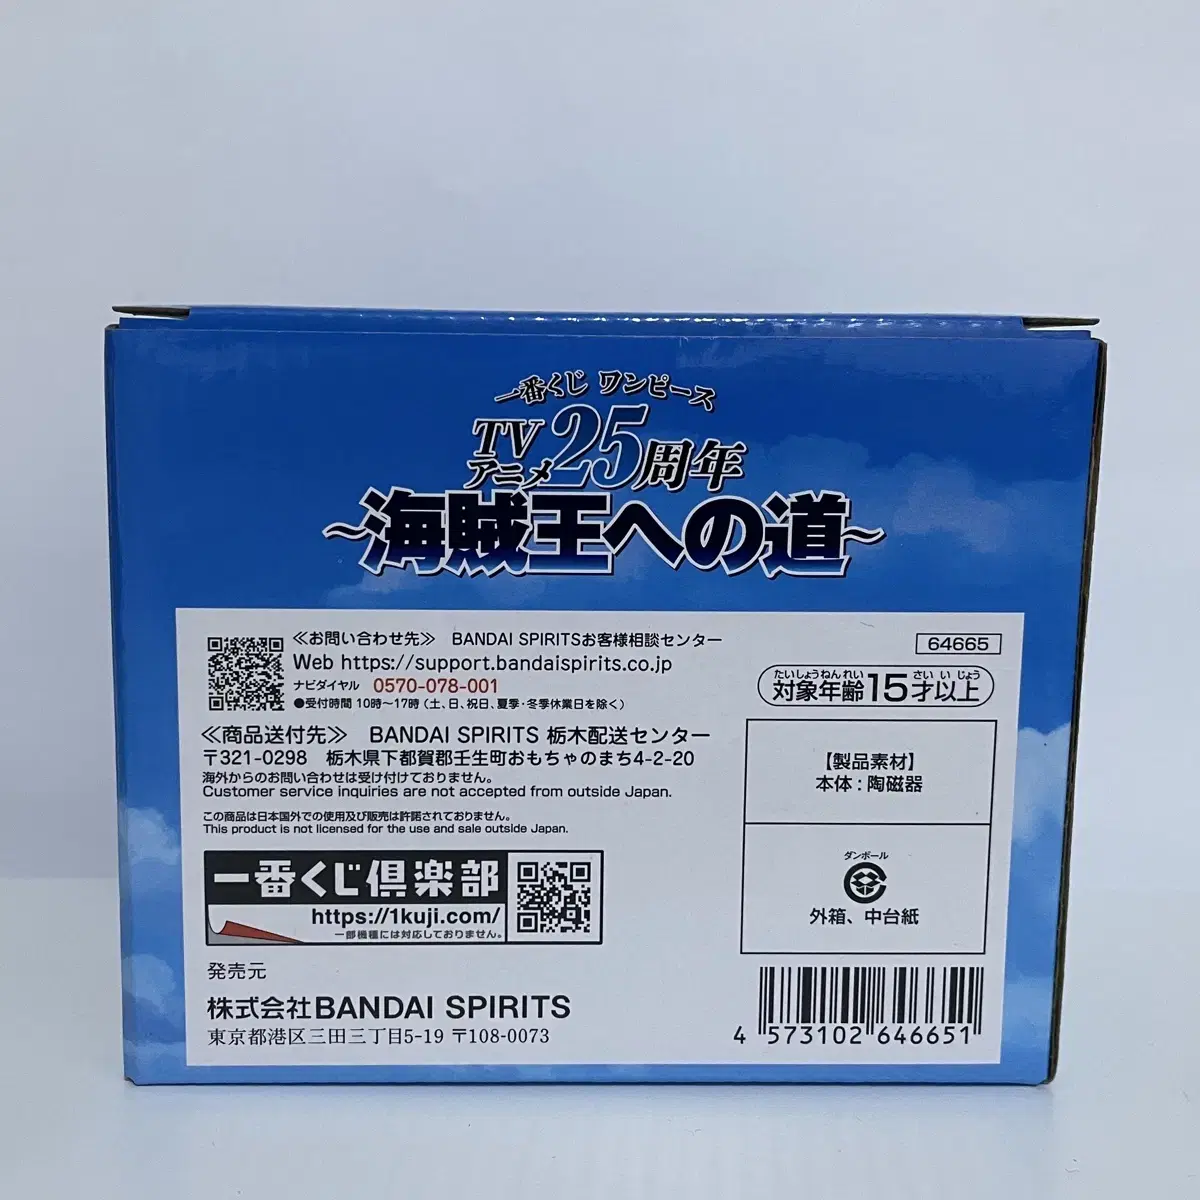 一番くじ ワンピース
TVアニメ25周年
～海賊王への道～
≪お問い合わせ先≫ BANDAI SPIRITSお客様相談センター
Web https://support.bandaispirits.co.jp
ナビダイヤル 0570-078-001
●受付時間 10時～17時(土、日、祝日、夏季・冬季休業日を除く)
≪商品送付先≫ BANDAI SPIRITS 栃木配送センター
〒321-0298 栃木県下都賀郡壬生町おもちゃのまち4-2-20
海外からのお問い合わせは受け付けておりません。
Customer service inquiries are not accepted from outside Japan.
この商品は日本国外での使用及び販売は許諾されておりません。
This product is not licensed for the use and sale outside Japan.
一番くじ倶楽部
https://1kuji.com/
一部機種には対応しておりません。
発売元
株式会社BANDAI SPIRITS
東京都港区三田三丁目5-19 〒108-0073
64665
たいしょうねんれい さい いじょう
対象年齢15才以上
【製品素材】
本体:陶磁器
ダンボール
外箱、中台紙
4 573102 646651